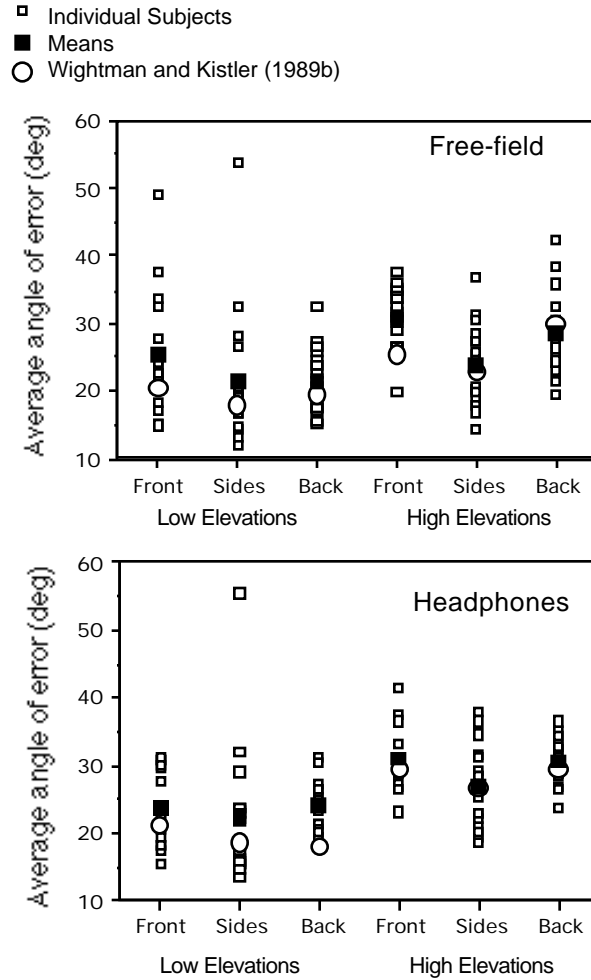 Individual Subjects
Means
Wightman and Kistler (1989b)
Free-field
Average angle of error (deg)
60
50
40
30
20
10
Front Sides Back Front Sides Back
Low Elevations High Elevations
Headphones
Average angle of error (deg)
60
50
40
30
20
10
Front Sides Back Front Sides Back
Low Elevations High Elevations